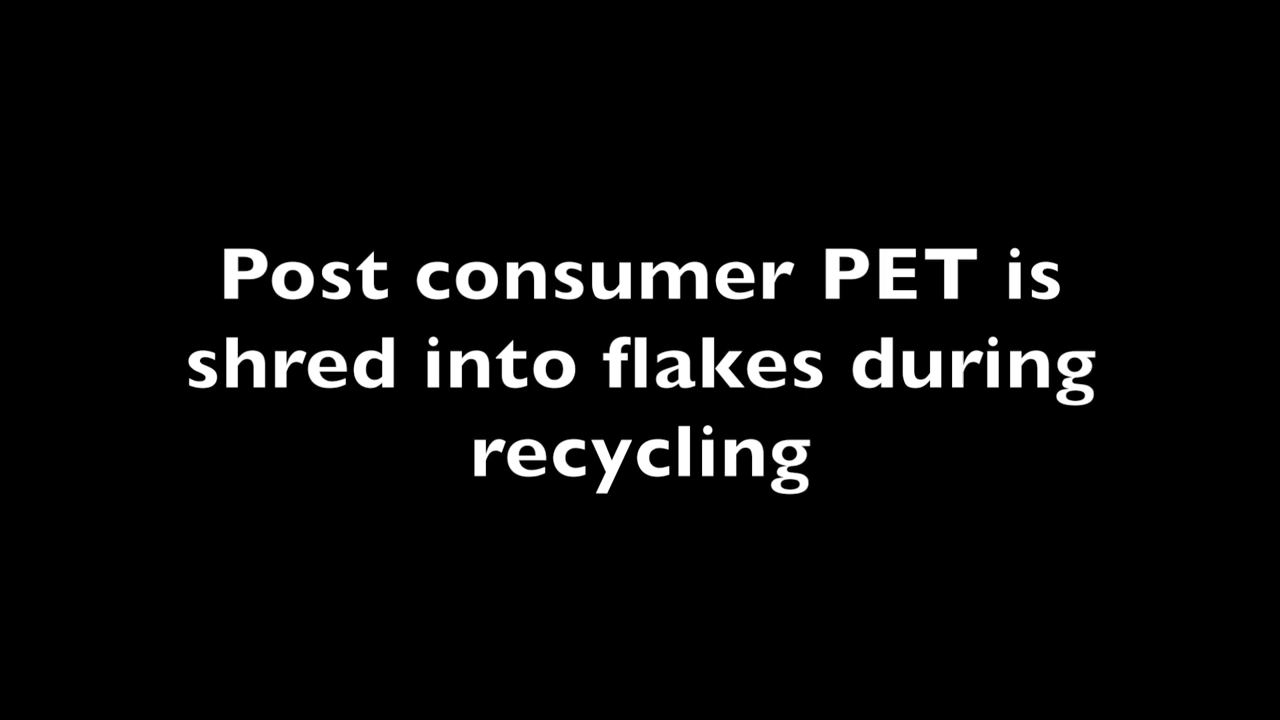 Post consumer PET is
shred into flakes during
recycling